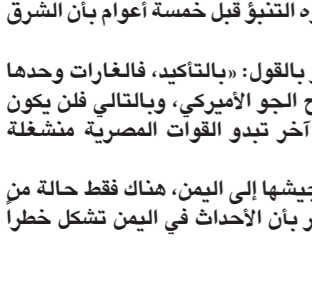 ره التنبؤ قبل خمسة أعوام بأن الشرق
ر بالقول: «بالتأكيد، فالغارات وحدها
ح الجو الأميركي، وبالتالي فلن يكون
آخر تبدو القوات المصرية منشغلة
جيشها إلى اليمن، هناك فقط حالة من
ر بأن الأحداث في اليمن تشكل خطراً